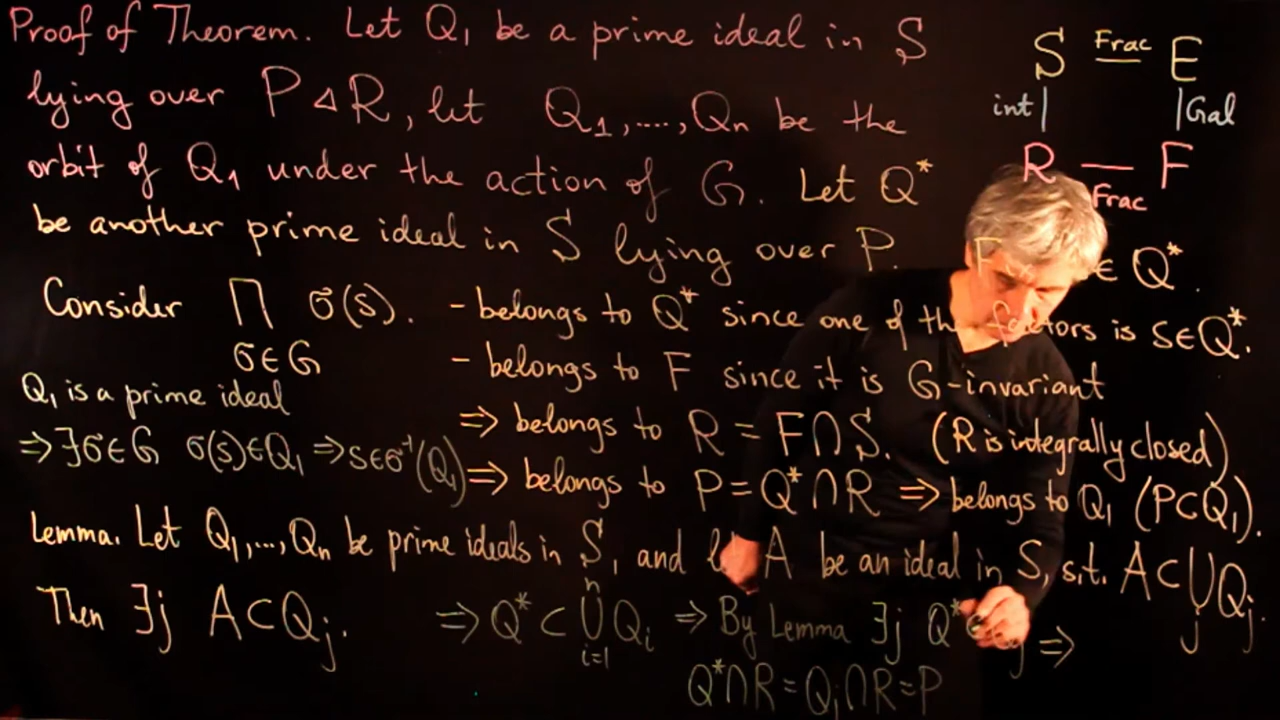 Proof of Theorem. Let Q₁ be a prime ideal in S
lying over P ⊲ R, let Q₁,....,Qn be the
orbit of Q₁ under the action of G. Let Q*
be another prime ideal in S lying over P. ∈ Q*.
Consider ∏ σ(s). - belongs to Q* since one of the factors is s∈Q*.
σ∈G
- belongs to F since it is G-invariant
Q₁ is a prime ideal
⇒ belongs to R = F∩S. (R is integrally closed)
⇒ ∃σ∈G σ(s)∈Q₁ ⇒ s∈σ⁻¹(Q₁)
⇒ belongs to P = Q*∩R ⇒ belongs to Q₁ (P⊂Q₁).
Lemma. Let Q₁,...,Qn be prime ideals in S, and A be an ideal in S, s.t. A⊂⋃Qj.
j
Then ∃j A⊂Qj. ⇒ Q* ⊂ ⋃Qi ⇒ By Lemma ∃j Q* ⇒
n
i=1
Q*∩R = Qj∩R = P
S Frac E
int | | Gal
R — F
Frac